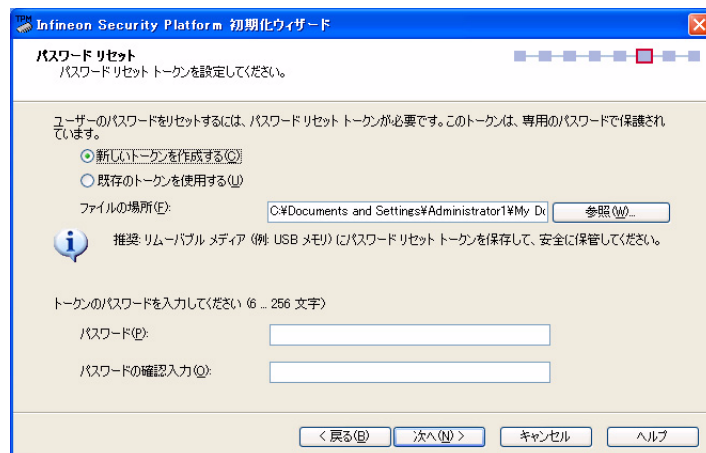 TPM
Infineon Security Platform 初期化ウィザード
パスワード リセット
パスワード リセット トークンを設定してください。
ユーザーのパスワードをリセットするには、パスワード リセット トークンが必要です。このトークンは、専用のパスワードで保護され
ています。
新しいトークンを作成する(C)
既存のトークンを使用する(U)
ファイルの場所(F): C:¥Documents and Settings¥Administrator1¥My Do 参照(W)...
推奨: リムーバブル メディア (例: USB メモリ) にパスワード リセット トークンを保存して、安全に保管してください。
トークンのパスワードを入力してください (6 ... 256 文字)
パスワード(P):
パスワードの確認入力(O):
< 戻る(B) 次へ(N) > キャンセル ヘルプ